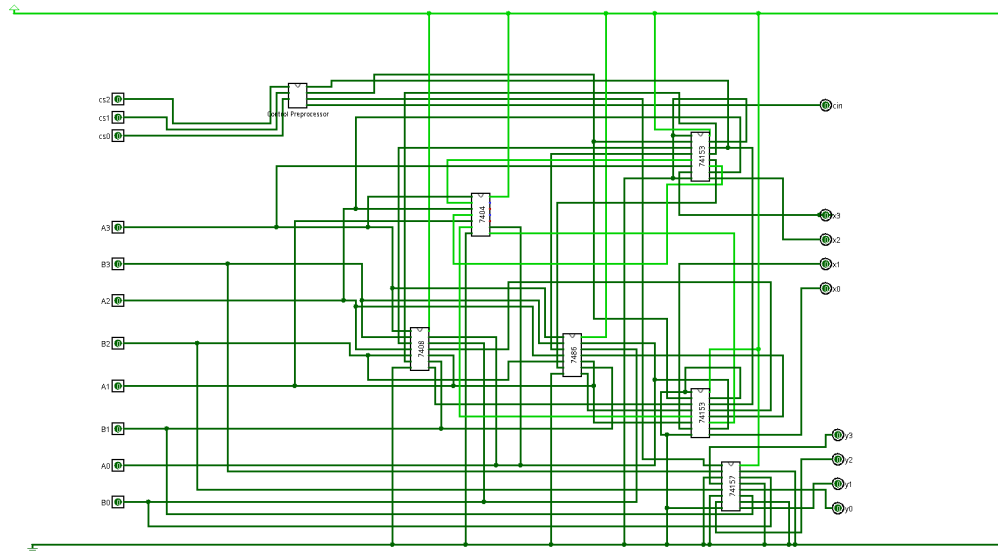 cs2
cs1
cs0
Control Preprocessor
cin
74153
7404
A3
B3
A2
B2
A1
B1
A0
B0
x3
x2
x1
x0
7408
7486
74153
74157
y3
y2
y1
y0